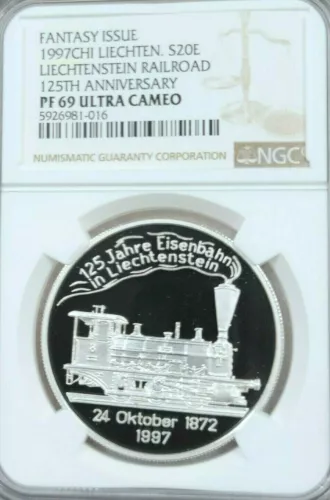 FANTASY ISSUE
1997CHI LIECHTEN. S20E
LIECHTENSTEIN RAILROAD
125TH ANNIVERSARY
PF 69 ULTRA CAMEO
5926981-016
NUMISMATIC GUARANTY CORPORATION
NGC
125 Jahre Eisenbahn
in Liechtenstein
24 Oktober 1872
1997